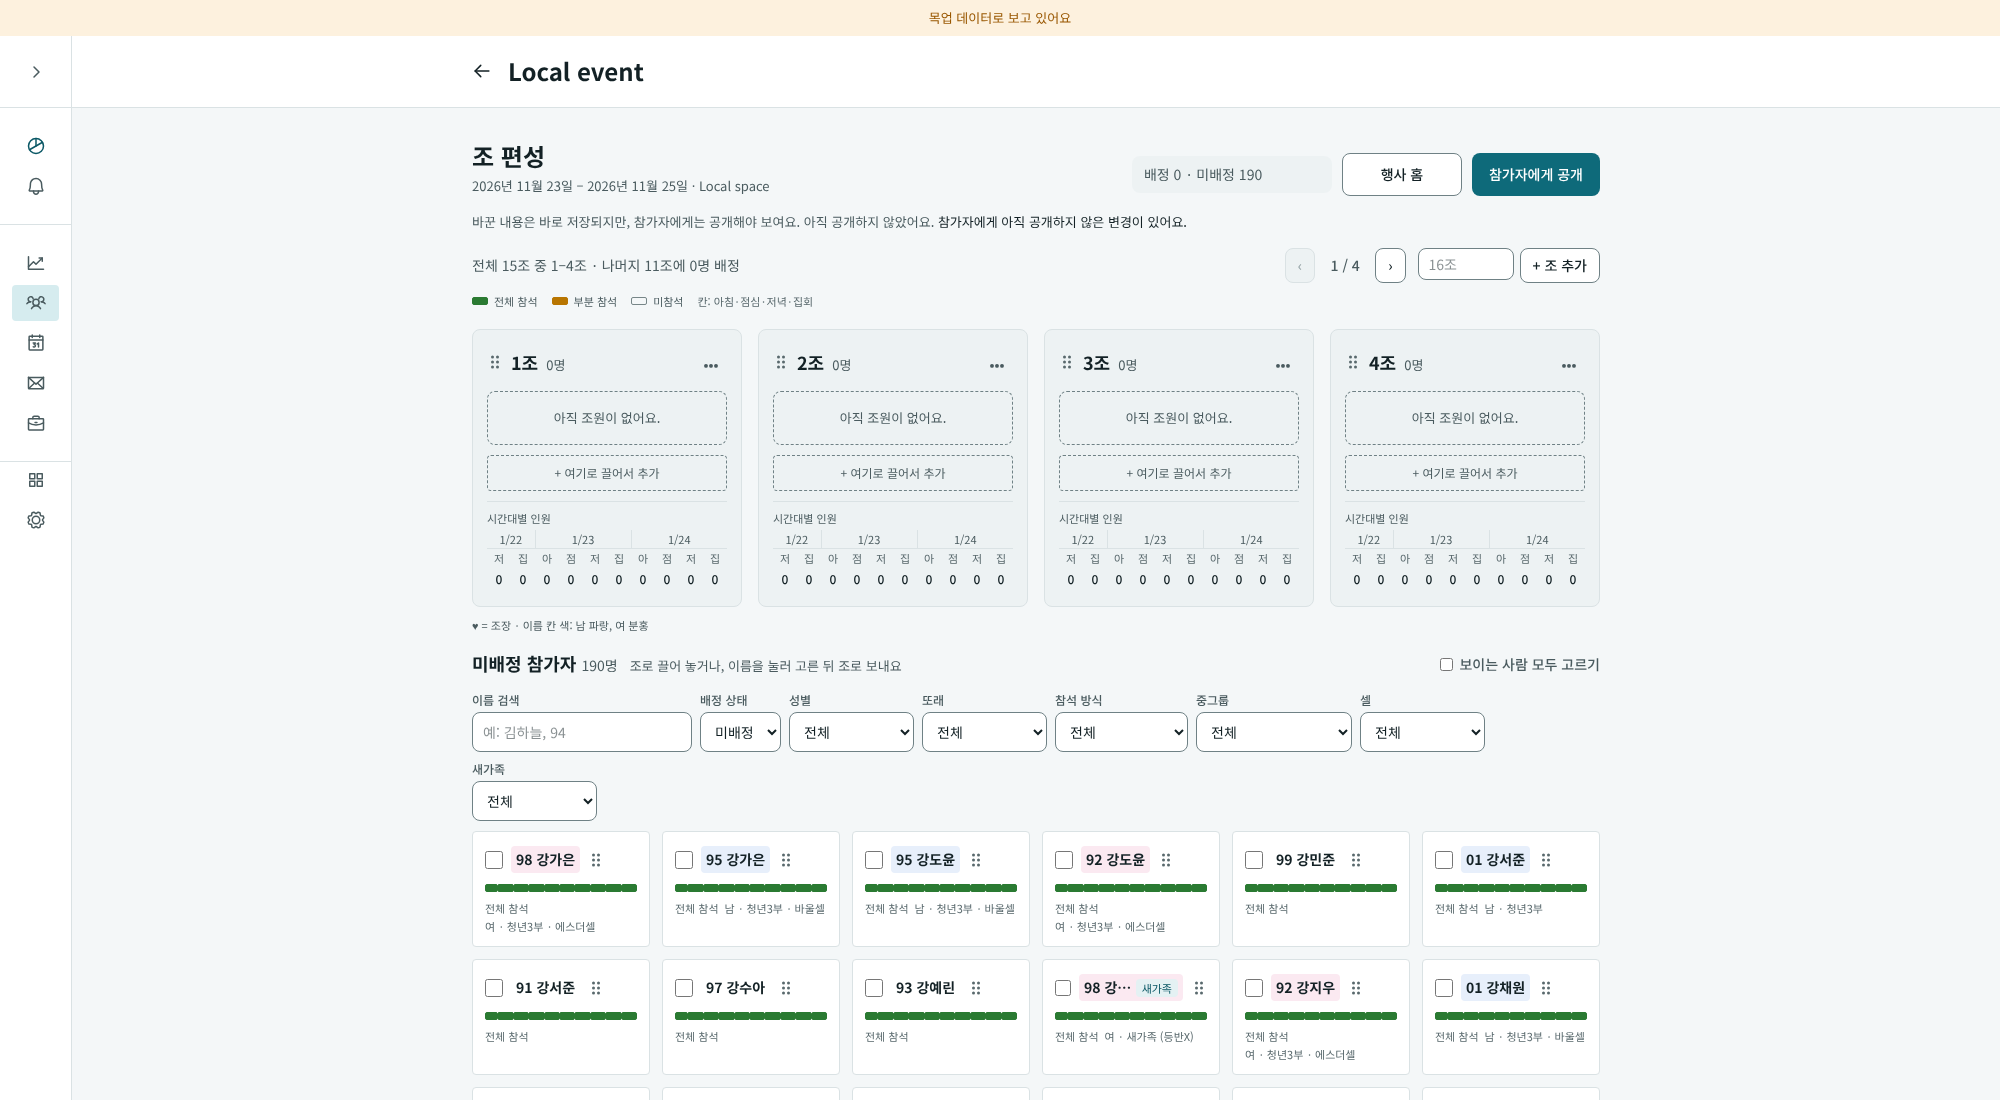 목업 데이터로 보고 있어요
Local event
조 편성
2026년 11월 23일 – 2026년 11월 25일 · Local space
배정 0 · 미배정 190
행사 홈
참가자에게 공개
바꾼 내용은 바로 저장되지만, 참가자에게는 공개해야 보여요. 아직 공개하지 않았어요. 참가자에게 아직 공개하지 않은 변경이 있어요.
전체 15조 중 1–4조 · 나머지 11조에 0명 배정
‹ 1 / 4 ›
16조
+ 조 추가
전체 참석 부분 참석 미참석 칸: 아침·점심·저녁·집회
1조 0명
아직 조원이 없어요.
+ 여기로 끌어서 추가
시간대별 인원
1/22 1/23 1/24
저 집 아 점 저 집 아 점 저 집
0 0 0 0 0 0 0 0 0 0
2조 0명
아직 조원이 없어요.
+ 여기로 끌어서 추가
시간대별 인원
1/22 1/23 1/24
저 집 아 점 저 집 아 점 저 집
0 0 0 0 0 0 0 0 0 0
3조 0명
아직 조원이 없어요.
+ 여기로 끌어서 추가
시간대별 인원
1/22 1/23 1/24
저 집 아 점 저 집 아 점 저 집
0 0 0 0 0 0 0 0 0 0
4조 0명
아직 조원이 없어요.
+ 여기로 끌어서 추가
시간대별 인원
1/22 1/23 1/24
저 집 아 점 저 집 아 점 저 집
0 0 0 0 0 0 0 0 0 0
♥ = 조장 · 이름 칸 색: 남 파랑, 여 분홍
미배정 참가자 190명 조로 끌어 놓거나, 이름을 눌러 고른 뒤 조로 보내요
보이는 사람 모두 고르기
이름 검색
예: 김하늘, 94
배정 상태
미배정
성별
전체
또래
전체
참석 방식
전체
중그룹
전체
셀
전체
새가족
전체
98 강가은
전체 참석
여 · 청년3부 · 에스더셀
95 강가은
전체 참석 남 · 청년3부 · 바울셀
95 강도윤
전체 참석 남 · 청년3부 · 바울셀
92 강도윤
전체 참석
여 · 청년3부 · 에스더셀
99 강민준
전체 참석
01 강서준
전체 참석 남 · 청년3부
91 강서준
전체 참석
97 강수아
전체 참석
93 강예린
전체 참석
98 강… 새가족
전체 참석 여 · 새가족 (등반X)
92 강지우
전체 참석
여 · 청년3부 · 에스더셀
01 강채원
전체 참석 남 · 청년3부 · 바울셀